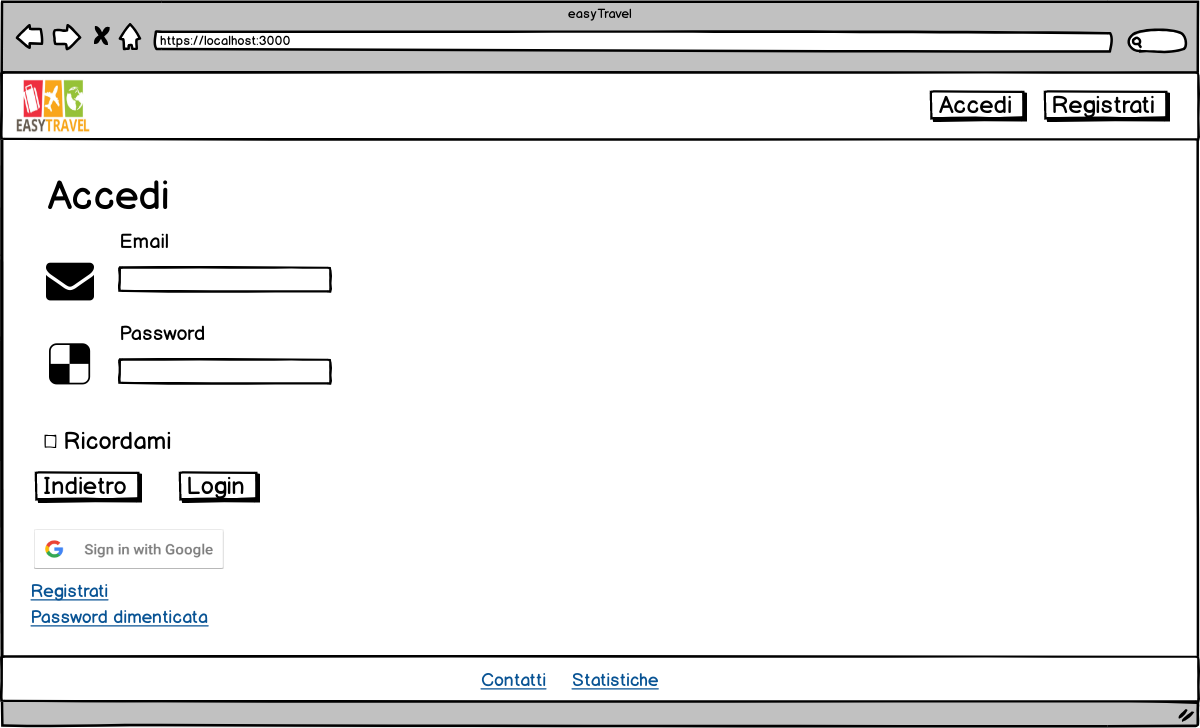 easyTravel
https://localhost:3000
EASYTRAVEL
Accedi Registrati
Accedi
Email
Password
Ricordami
Indietro Login
Sign in with Google
Registrati
Password dimenticata
Contatti Statistiche